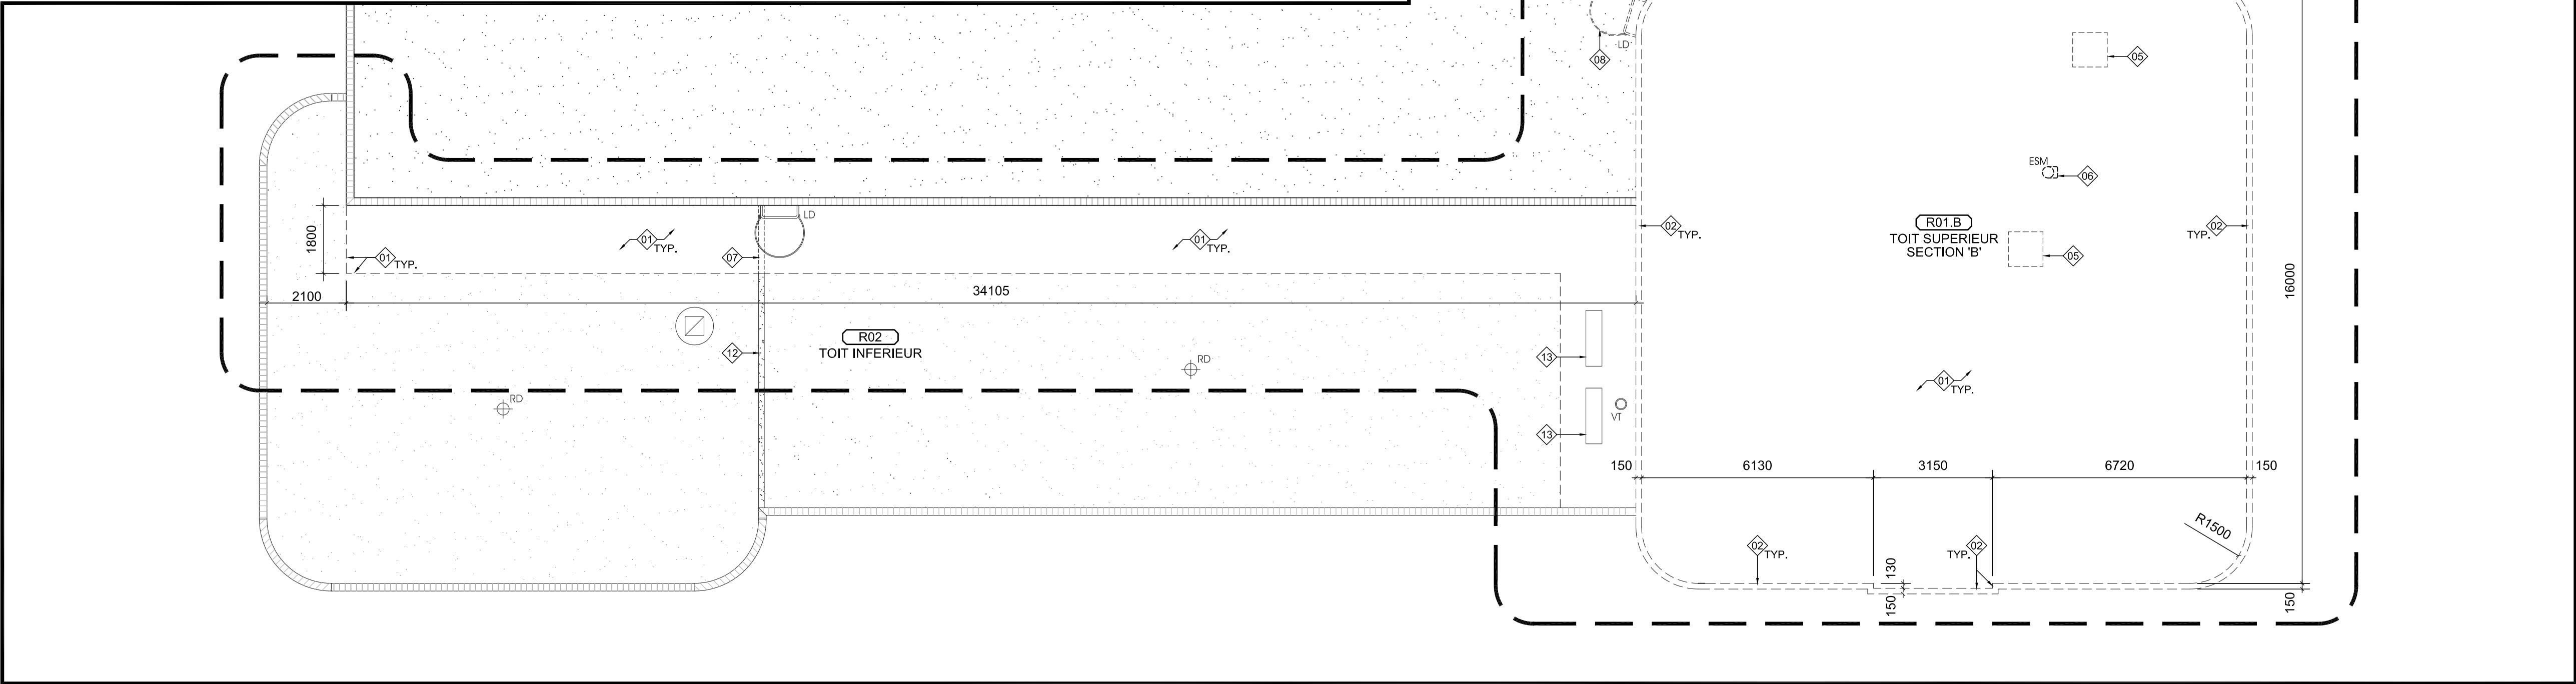 LD
08
05
ESM
06
1800
01
TYP.
01
TYP.
07
LD
01
TYP.
02
TYP.
R01.B
TOIT SUPERIEUR
SECTION 'B'
05
02
TYP.
2100
34105
16000
12
R02
TOIT INFERIEUR
RD
13
RD
13
VT
01
TYP.
150
6130
3150
6720
150
R1500
02
TYP.
02
TYP.
130
150
150